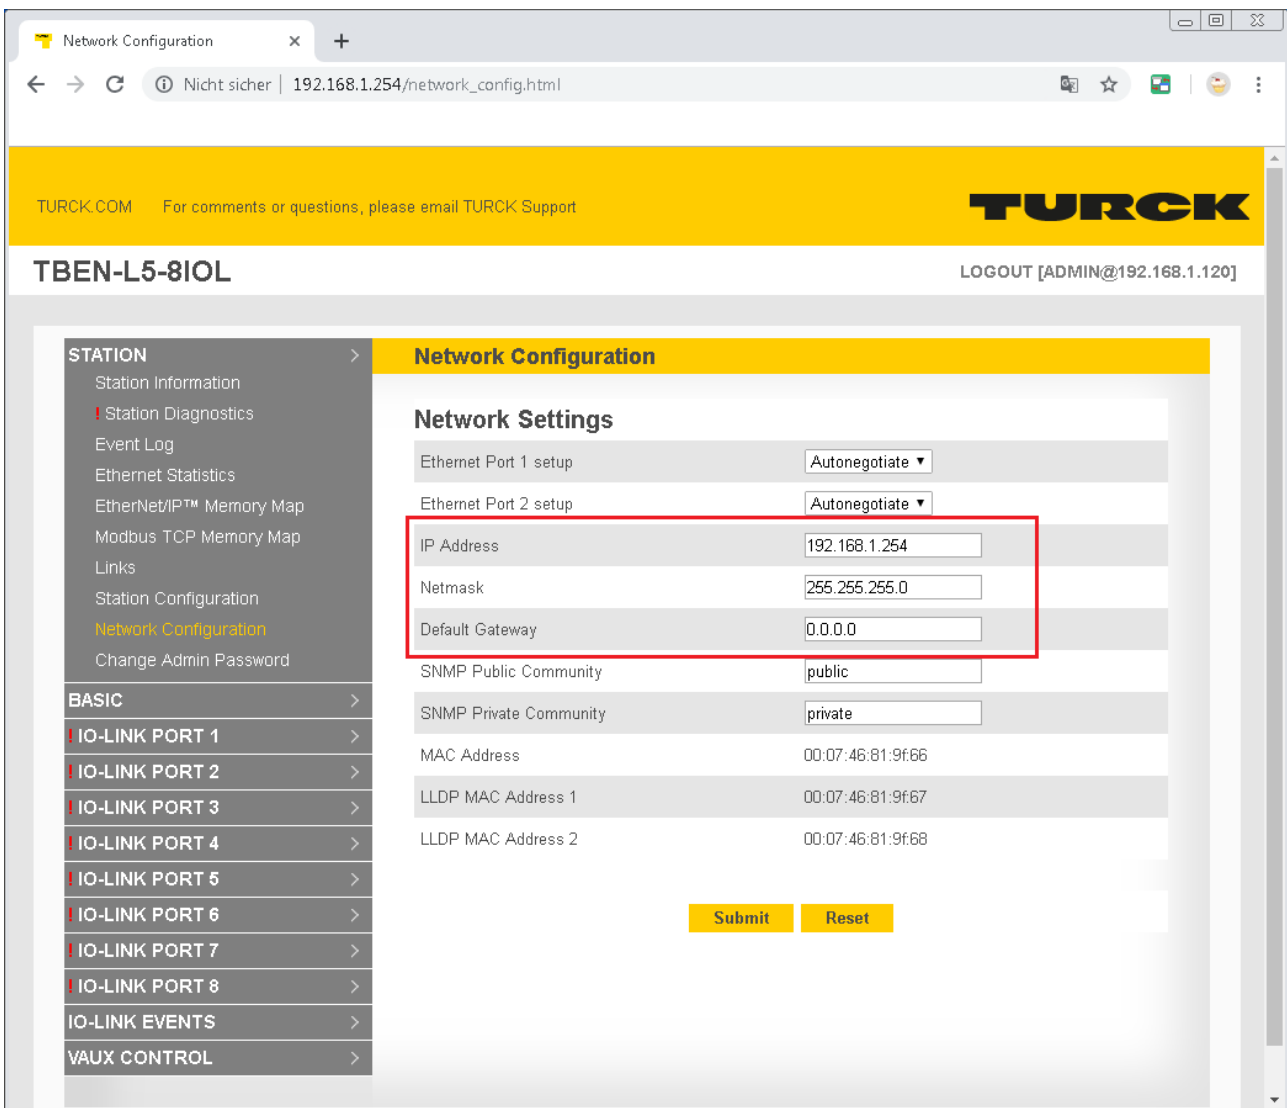 Network Configuration
Nicht sicher | 192.168.1.254/network_config.html
TURCK.COM For comments or questions, please email TURCK Support
TURCK
TBEN-L5-8IOL
LOGOUT [ADMIN@192.168.1.120]
STATION
Station Information
! Station Diagnostics
Event Log
Ethernet Statistics
EtherNet/IP™ Memory Map
Modbus TCP Memory Map
Links
Station Configuration
Network Configuration
Change Admin Password
BASIC
! IO-LINK PORT 1
! IO-LINK PORT 2
! IO-LINK PORT 3
! IO-LINK PORT 4
! IO-LINK PORT 5
! IO-LINK PORT 6
! IO-LINK PORT 7
! IO-LINK PORT 8
IO-LINK EVENTS
VAUX CONTROL
Network Configuration
Network Settings
Ethernet Port 1 setup Autonegotiate
Ethernet Port 2 setup Autonegotiate
IP Address 192.168.1.254
Netmask 255.255.255.0
Default Gateway 0.0.0.0
SNMP Public Community public
SNMP Private Community private
MAC Address 00:07:46:81:9f:66
LLDP MAC Address 1 00:07:46:81:9f:67
LLDP MAC Address 2 00:07:46:81:9f:68
Submit Reset